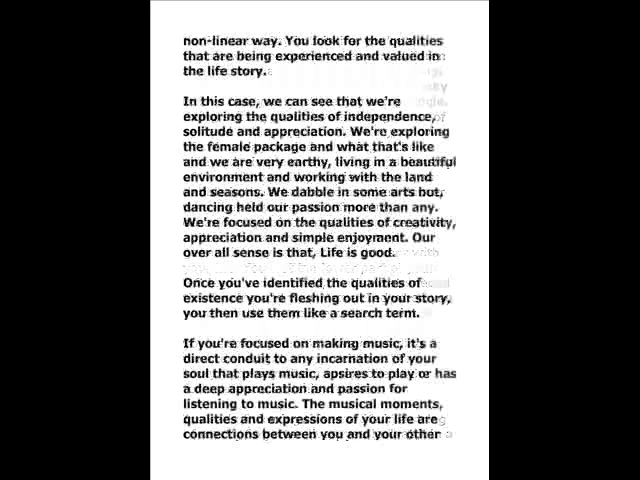 non-linear way. You look for the qualities
that are being experienced and valued in
the life story.
In this case, we can see that we're
exploring the qualities of independence,
solitude and appreciation. We're exploring
the female package and what that's like
and we are very earthy, living in a beautiful
environment and working with the land
and seasons. We dabble in some arts but,
dancing held our passion more than any.
We're focused on the qualities of creativity,
appreciation and simple enjoyment. Our
over all sense is that, Life is good.
Once you've identified the qualities of
existence you're fleshing out in your story,
you then use them like a search term.
If you're focused on making music, it's a
direct conduit to any incarnation of your
soul that plays music, apsires to play or has
a deep appreciation and passion for
listening to music. The musical moments,
qualities and expressions of your life are
connections between you and your other